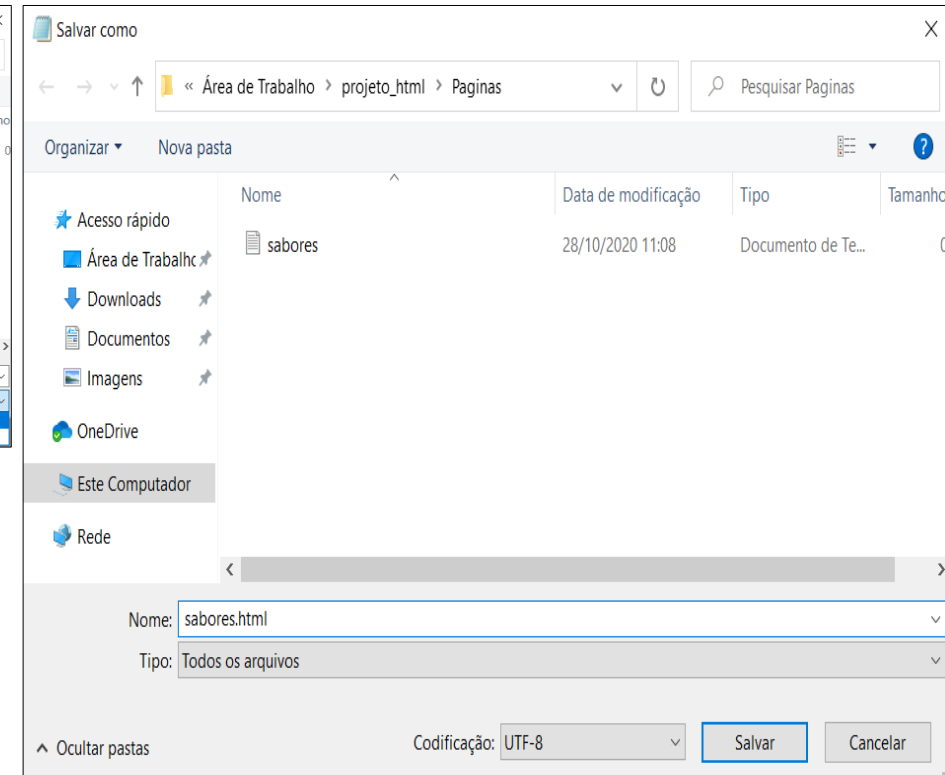 Salvar como
« Área de Trabalho > projeto_html > Paginas
Pesquisar Paginas
Organizar
Nova pasta
Nome
Data de modificação
Tipo
Tamanho
Acesso rápido
Área de Trabalho
Downloads
Documentos
Imagens
OneDrive
Este Computador
Rede
sabores
28/10/2020 11:08
Documento de Te...
0
Nome: sabores.html
Tipo: Todos os arquivos
Ocultar pastas
Codificação: UTF-8
Salvar
Cancelar